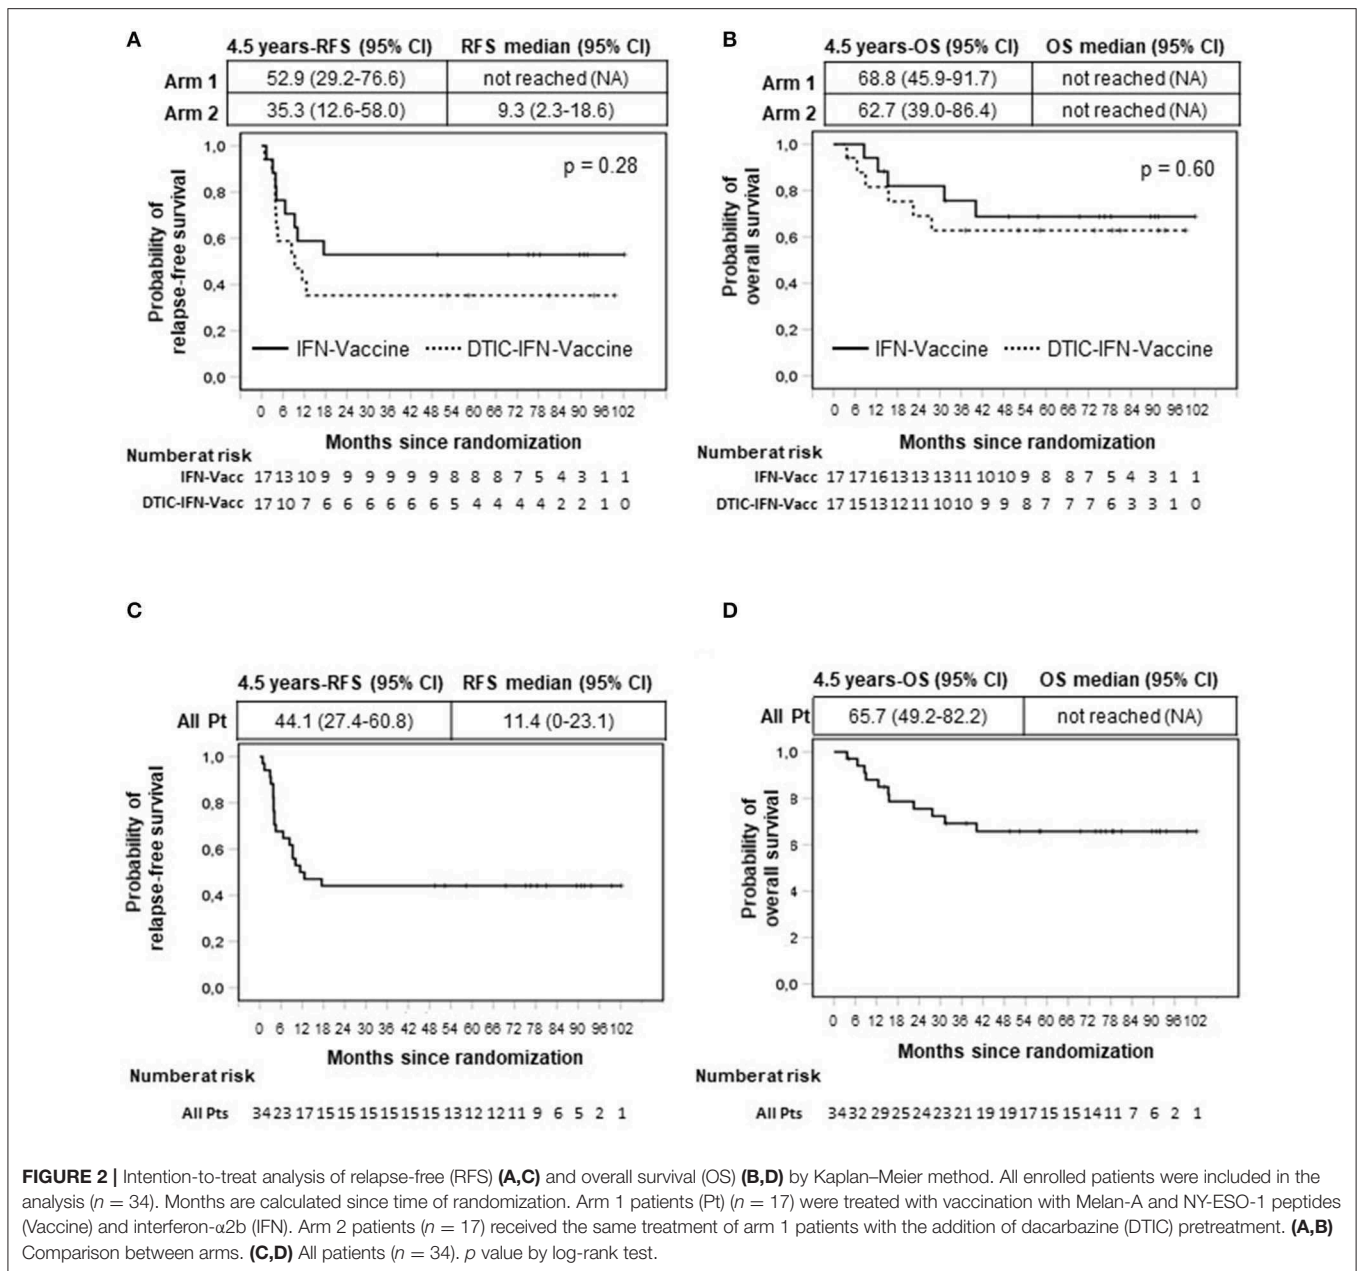 A
4.5 years-RFS (95% CI) RFS median (95% CI)
Arm 1 52.9 (29.2-76.6) not reached (NA)
Arm 2 35.3 (12.6-58.0) 9.3 (2.3-18.6)
1,0
0,8
0,6
0,4
0,2
0,0
Probability of
relapse-free survival
p = 0.28
IFN-Vaccine DTIC-IFN-Vaccine
0 6 12 18 24 30 36 42 48 54 60 66 72 78 84 90 96 102
Months since randomization
Number at risk
IFN-Vacc 17 13 10 9 9 9 9 9 9 8 8 8 7 5 4 3 1 1
DTIC-IFN-Vacc 17 10 7 6 6 6 6 6 6 5 4 4 4 4 2 2 1 0
B
4.5 years-OS (95% CI) OS median (95% CI)
Arm 1 68.8 (45.9-91.7) not reached (NA)
Arm 2 62.7 (39.0-86.4) not reached (NA)
1,0
0,8
0,6
0,4
0,2
0,0
Probability of
overall survival
p = 0.60
IFN-Vaccine DTIC-IFN-Vaccine
0 6 12 18 24 30 36 42 48 54 60 66 72 78 84 90 96 102
Months since randomization
Number at risk
IFN-Vacc 17 17 16 13 13 13 11 10 10 9 8 8 7 5 4 3 1 1
DTIC-IFN-Vacc 17 15 13 12 11 10 10 9 9 8 7 7 7 6 3 3 1 0
C
4.5 years-RFS (95% CI) RFS median (95% CI)
All Pt 44.1 (27.4-60.8) 11.4 (0-23.1)
1,0
0,8
0,6
0,4
0,2
0,0
Probability of
relapse-free survival
0 6 12 18 24 30 36 42 48 54 60 66 72 78 84 90 96 102
Months since randomization
Number at risk
All Pts 34 23 17 15 15 15 15 15 15 13 12 12 11 9 6 5 2 1
D
4.5 years-OS (95% CI) OS median (95% CI)
All Pt 65.7 (49.2-82.2) not reached (NA)
1,0
8
6
4
2
0,0
Probability of
overall survival
0 6 12 18 24 30 36 42 48 54 60 66 72 78 84 90 96 102
Months since randomization
Number at risk
All Pts 34 32 29 25 24 23 21 19 19 17 15 15 14 11 7 6 2 1
FIGURE 2 | Intention-to-treat analysis of relapse-free (RFS) (A,C) and overall survival (OS) (B,D) by Kaplan–Meier method. All enrolled patients were included in the
analysis (n = 34). Months are calculated since time of randomization. Arm 1 patients (Pt) (n = 17) were treated with vaccination with Melan-A and NY-ESO-1 peptides
(Vaccine) and interferon-α2b (IFN). Arm 2 patients (n = 17) received the same treatment of arm 1 patients with the addition of dacarbazine (DTIC) pretreatment. (A,B)
Comparison between arms. (C,D) All patients (n = 34). p value by log-rank test.